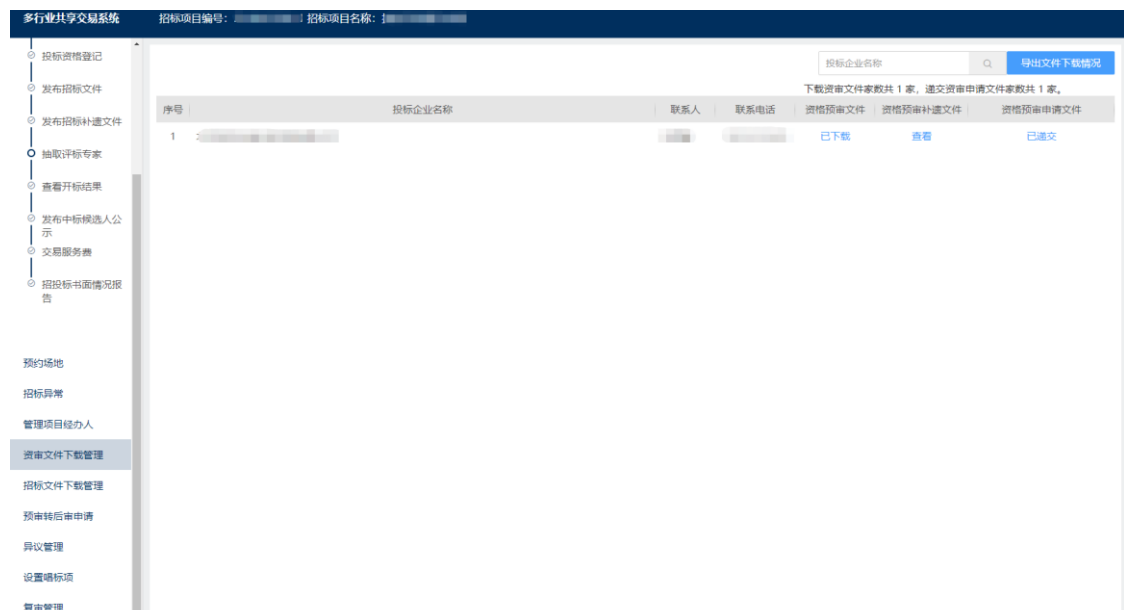 多行业共享交易系统 招标项目编号： 招标项目名称：
投标资格登记
发布招标文件
发布招标补遗文件
抽取评标专家
查看开标结果
发布中标候选人公
示
交易服务费
招投标书面情况报
告
预约场地
招标异常
管理项目经办人
资审文件下载管理
招标文件下载管理
预审转后审申请
异议管理
设置唱标项
复审管理
投标企业名称 导出文件下载情况
下载资审文件家数共 1 家，递交资审申请文件家数共 1 家。
序号 投标企业名称 联系人 联系电话 资格预审文件 资格预审补遗文件 资格预审申请文件
1 已下载 查看 已递交